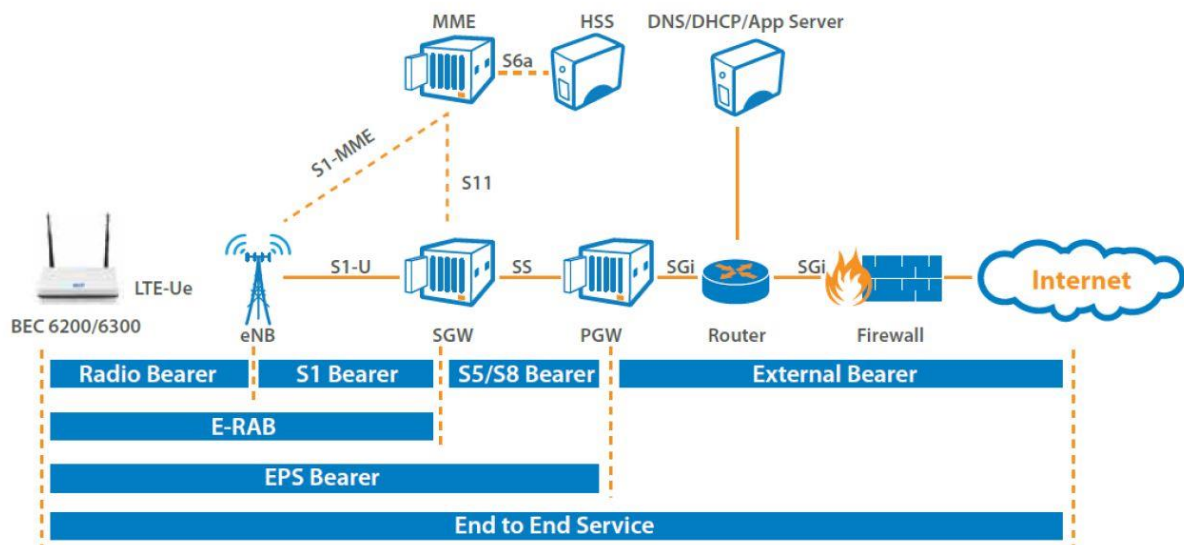 MME
HSS
DNS/DHCP/App Server
S6a
S1-MME
S11
LTE-Ue
S1-U
SS
SGi
SGi
Internet
BEC 6200/6300
eNB
SGW
PGW
Router
Firewall
Radio Bearer
S1 Bearer
S5/S8 Bearer
External Bearer
E-RAB
EPS Bearer
End to End Service